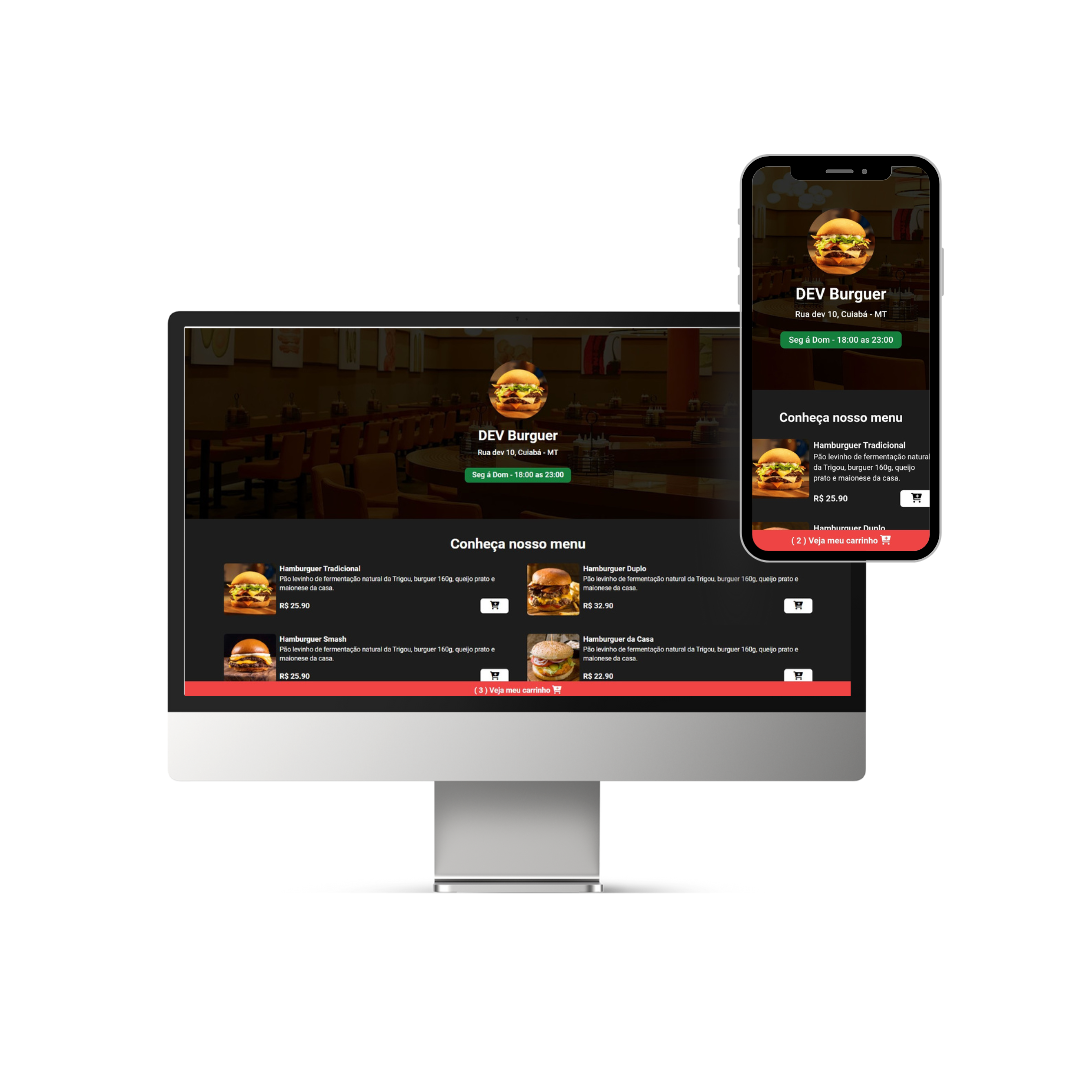 DEV Burguer
Rua dev 10, Cuiabá - MT
Seg á Dom - 18:00 as 23:00
Conheça nosso menu
Hamburguer Tradicional
Pão levinho de fermentação natural da Trigou, burguer 160g, queijo prato e
maionese da casa.
R$ 25.90
Hamburguer Duplo
Pão levinho de fermentação natural da Trigou, burguer 160g, queijo prato e
maionese da casa.
R$ 32.90
Hamburguer Smash
Pão levinho de fermentação natural da Trigou, burguer 160g, queijo prato e
maionese da casa.
R$ 25.90
Hamburguer da Casa
Pão levinho de fermentação natural da Trigou, burguer 160g, queijo prato e
maionese da casa.
R$ 22.90
( 3 ) Veja meu carrinho
DEV Burguer
Rua dev 10, Cuiabá - MT
Seg á Dom - 18:00 as 23:00
Conheça nosso menu
Hamburguer Tradicional
Pão levinho de fermentação natural
da Trigou, burguer 160g, queijo
prato e maionese da casa.
R$ 25.90
Hamburguer Duplo
( 2 ) Veja meu carrinho